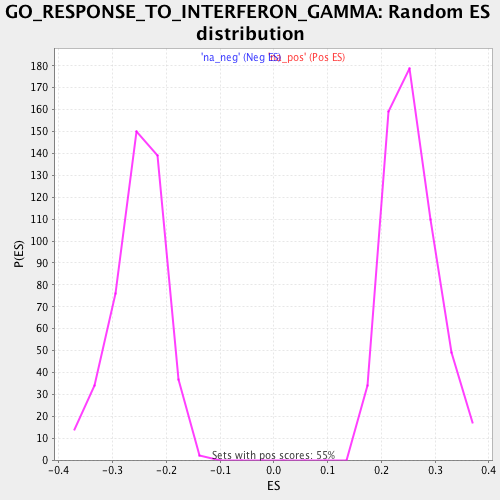 GO_RESPONSE_TO_INTERFERON_GAMMA: Random ES
distribution
'na_neg' (Neg ES) 'na_pos' (Pos ES)
180
170
160
150
140
130
120
110
100
90
80
70
60
50
40
30
20
10
0
P(ES)
Sets with pos scores: 55%
-0.4 -0.3 -0.2 -0.1 0.0 0.1 0.2 0.3 0.4
ES